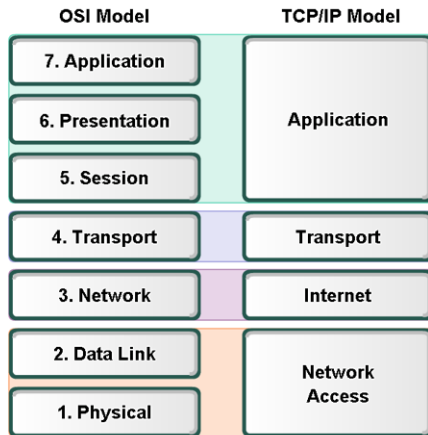 OSI Model
TCP/IP Model
7. Application
6. Presentation
5. Session
Application
4. Transport
Transport
3. Network
Internet
2. Data Link
1. Physical
Network
Access